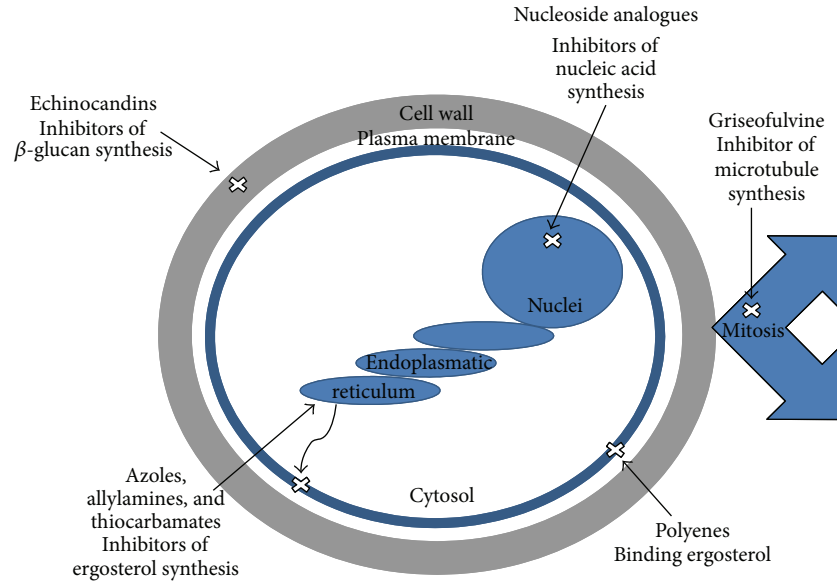 Nucleoside analogues
Inhibitors of
nucleic acid
synthesis
Echinocandins
Inhibitors of
β-glucan synthesis
Cell wall
Plasma membrane
Griseofulvine
Inhibitor of
microtubule
synthesis
Nuclei
Mitosis
Endoplasmatic
reticulum
Azoles,
allylamines, and
thiocarbamates
Inhibitors of
ergosterol synthesis
Cytosol
Polyenes
Binding ergosterol